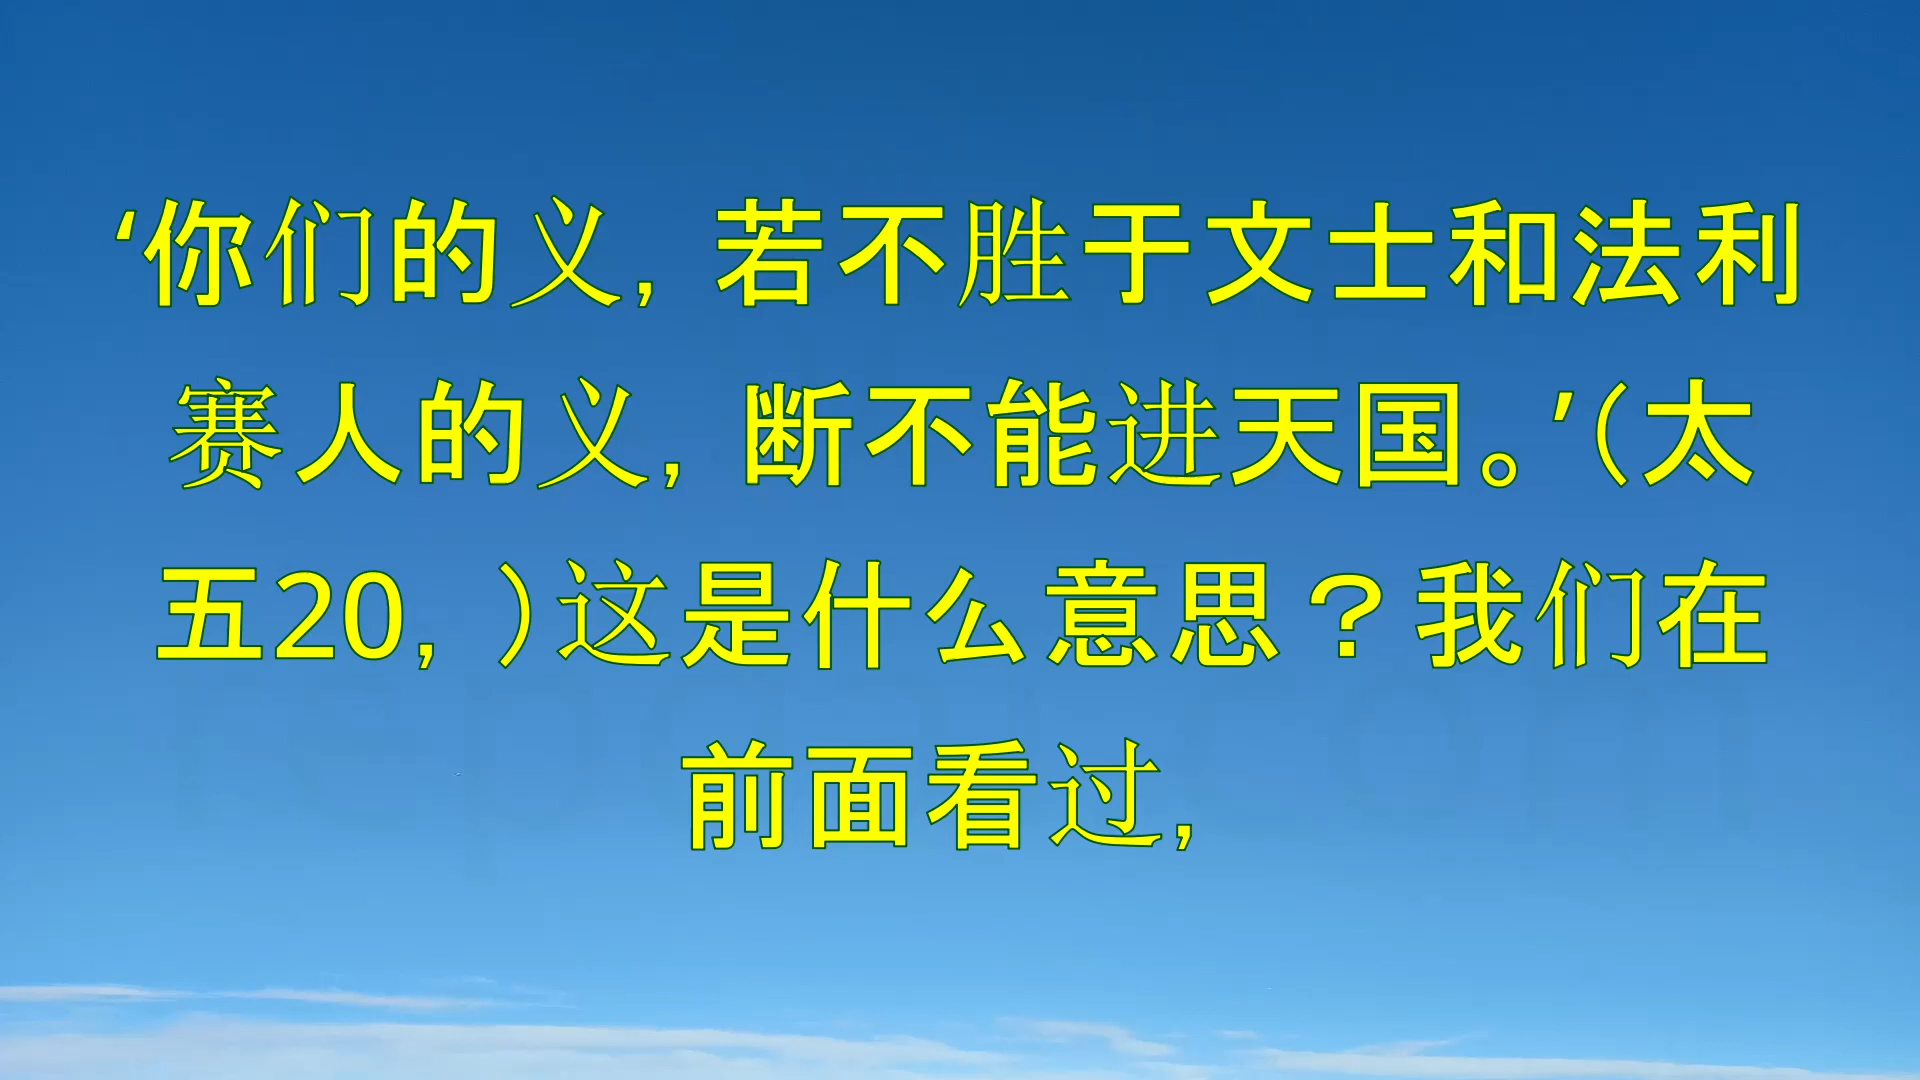 ‘你们的义, 若不胜于文士和法利
赛人的义, 断不能进天国。’（太
五20, ）这是什么意思？我们在
前面看过,